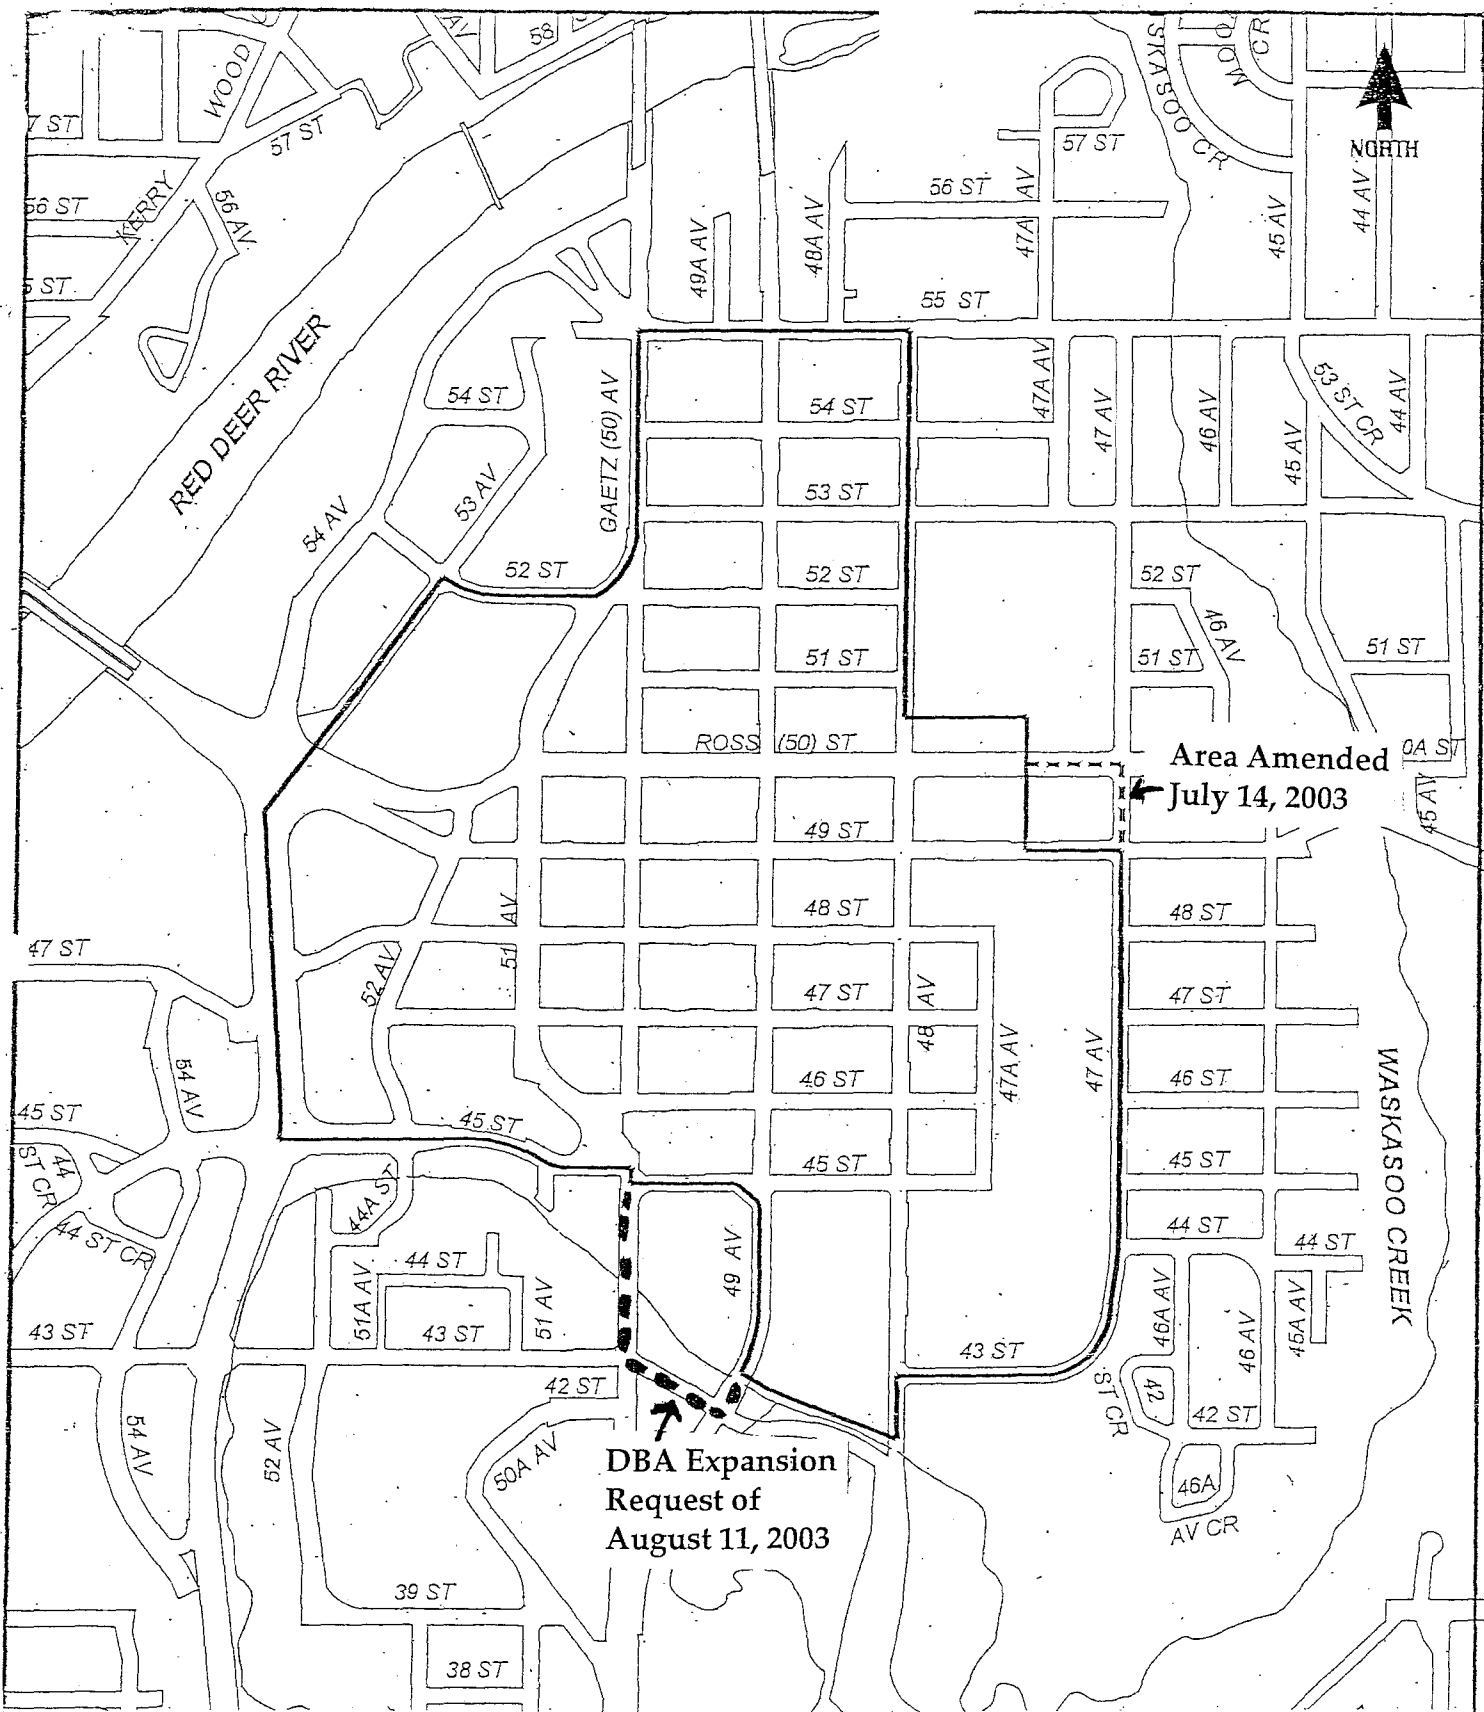 AV
58
WOOD
SKASOO CR
MOO
CR
7 ST
57 ST
57 ST
NORTH
56 ST
KERRY
56 AV
49A AV
48A AV
56 ST
47A AV
45 AV
44 AV
5 ST
55 ST
RED DEER RIVER
54 ST
GAETZ (50) AV
54 ST
47A AV
47 AV
46 AV
45 AV
53 ST CR
44 AV
54 AV
53 AV
53 ST
52 ST
52 ST
52 ST
46 AV
51 ST
51 ST
51 ST
ROSS (50) ST
Area Amended
July 14, 2003
0A ST
45 AV
49 ST
48 ST
48 ST
51 AV
47 ST
52 AV
47 ST
48 AV
47 ST
54 AV
46 ST
47A AV
47 AV
46 ST
WASKASOO CREEK
45 ST
45 ST
45 ST
45 ST
44
ST CR
44A ST
44 ST CR
44 ST
49 AV
44 ST
44 ST
51A AV
51 AV
46A AV
46 AV
45A AV
43 ST
43 ST
43 ST
42 ST
42
ST CR
42 ST
54 AV
52 AV
50A AV
DBA Expansion
Request of
August 11, 2003
46A
AV CR
39 ST
38 ST